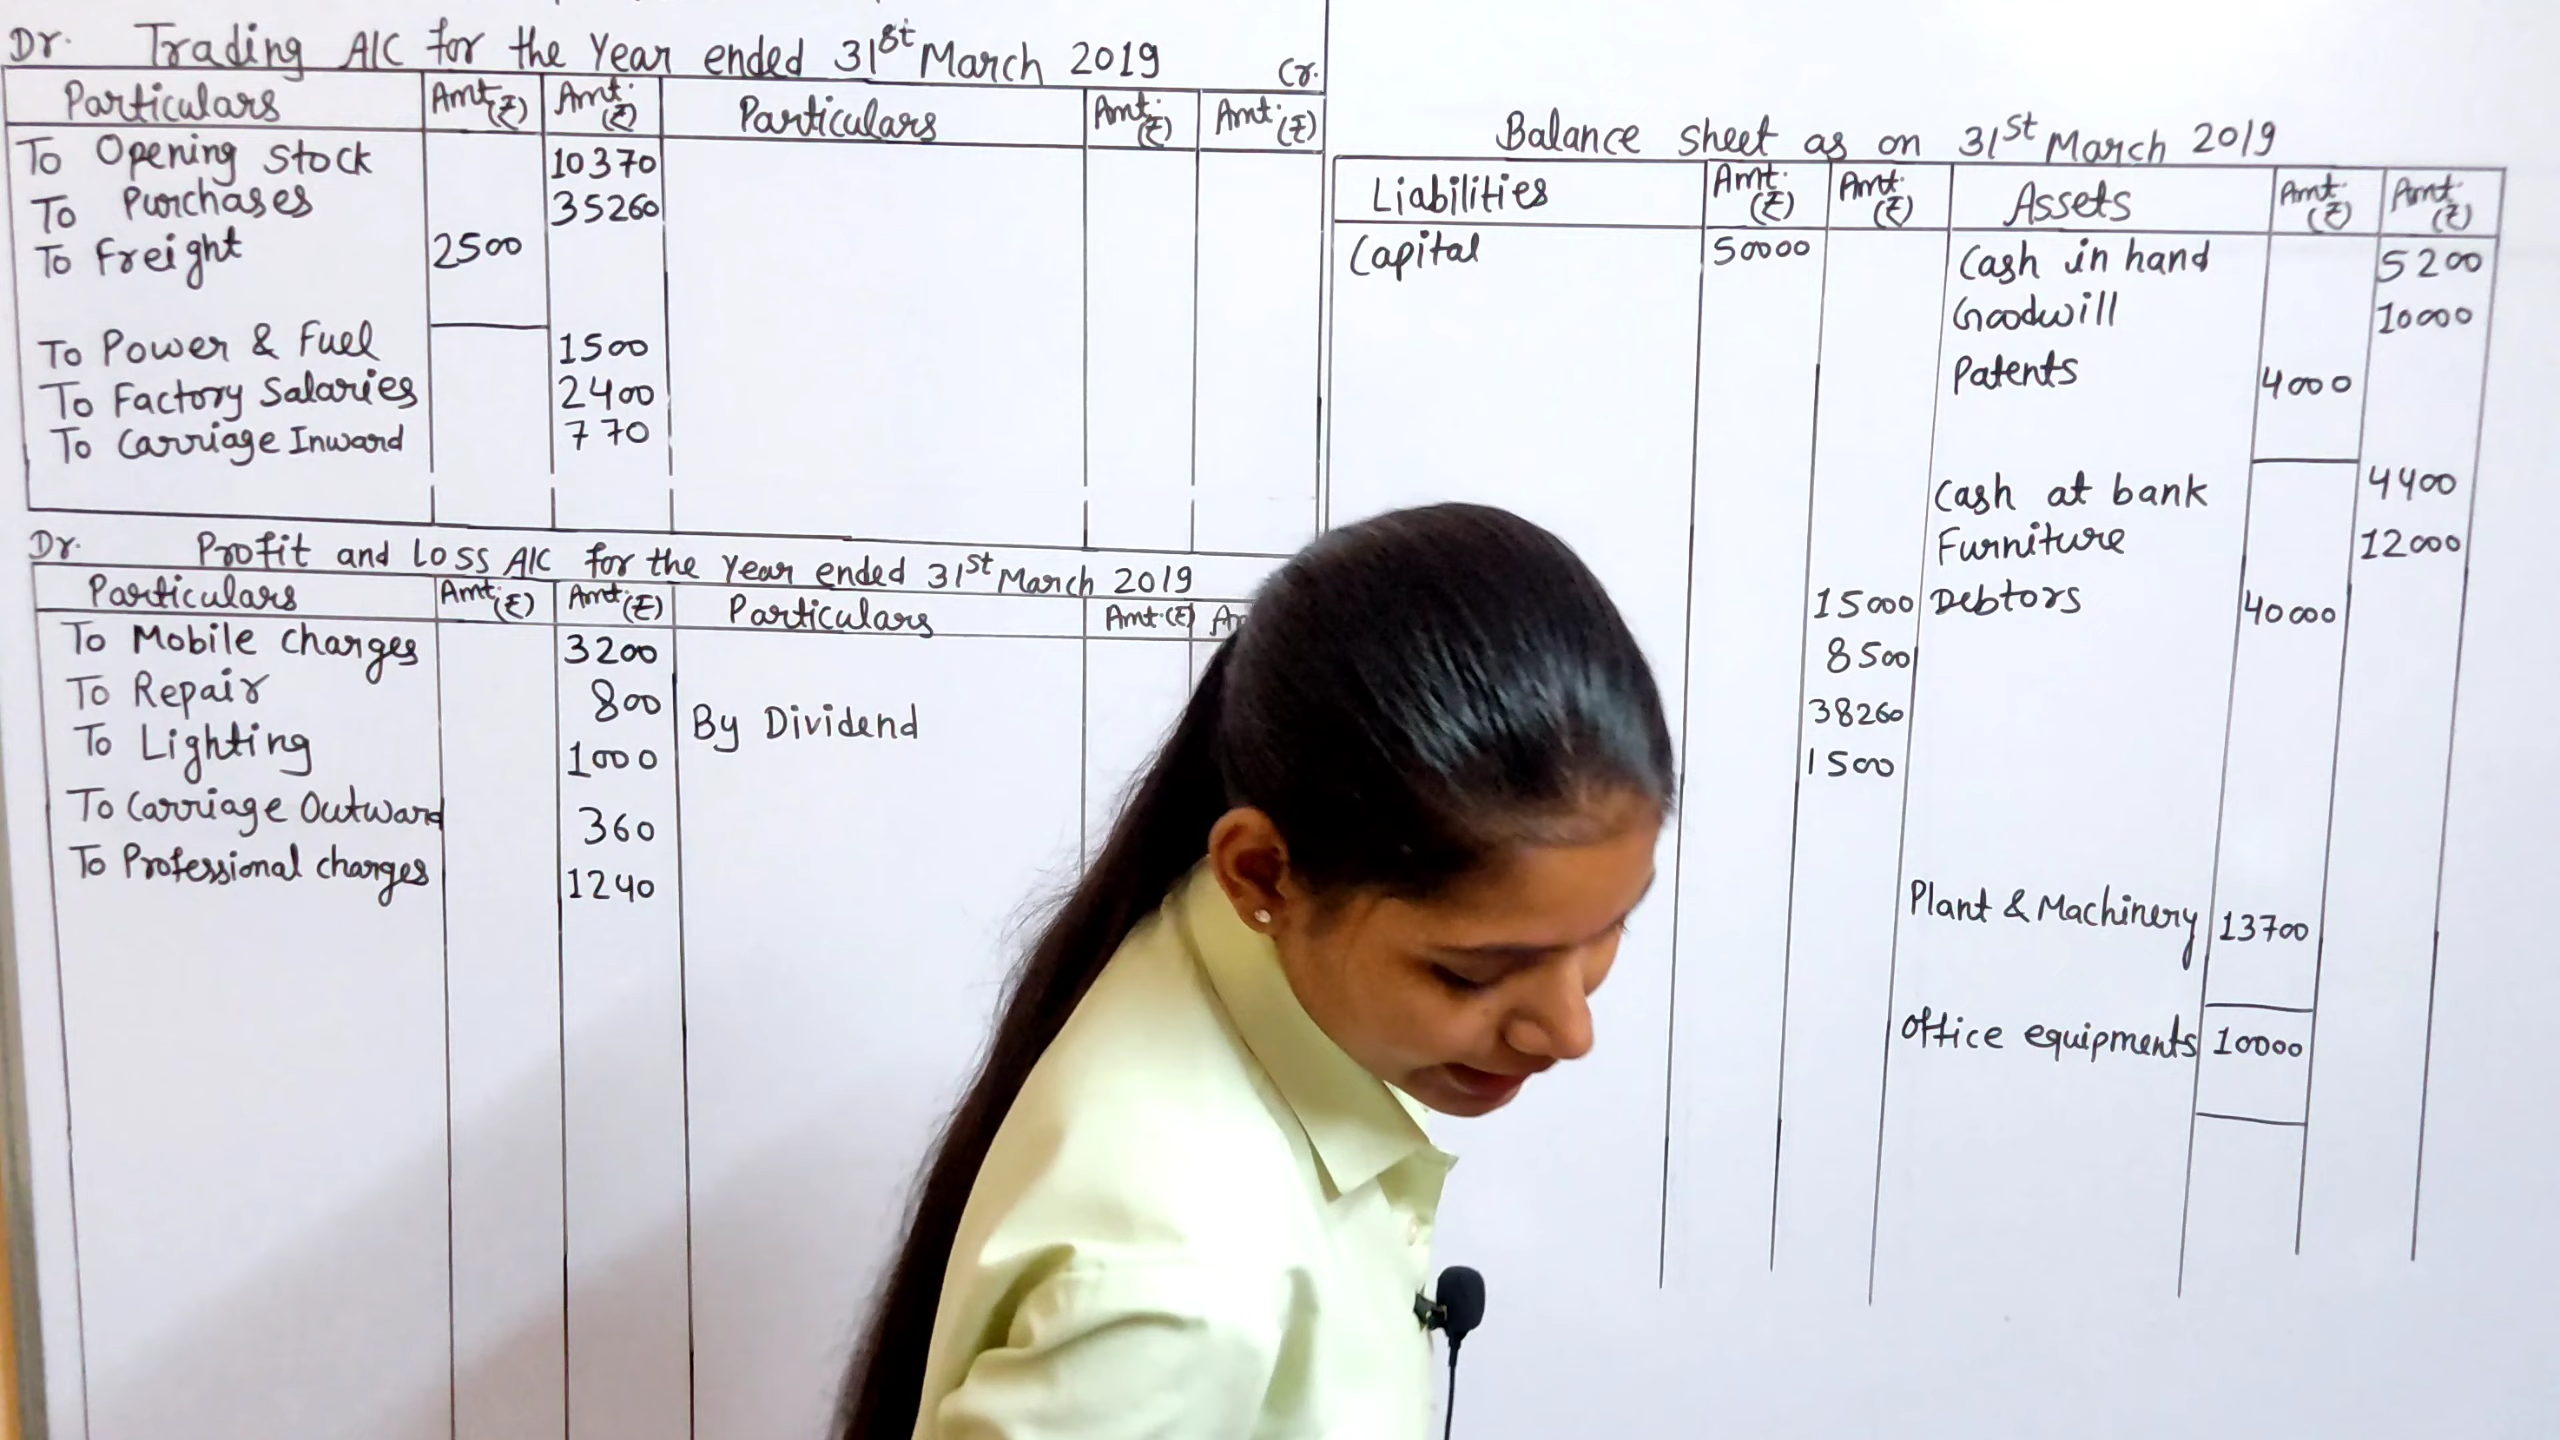 Dr. Trading A/C for the Year ended 31st March 2019 Cr.
Particulars Amt.(₹) Amt.(₹) Particulars Amt.(₹) Amt.(₹)
To Opening Stock 10370
To Purchases 35260
To Freight 2500
To Power & Fuel 1500
To Factory Salaries 2400
To Carriage Inward 770
Dr. Profit and Loss A/C for the Year ended 31st March 2019
Particulars Amt.(₹) Amt.(₹) Particulars Amt.(₹)
To Mobile charges 3200
To Repair 800 By Dividend
To Lighting 1000
To Carriage Outward 360
To Professional charges 1240
Balance Sheet as on 31st March 2019
Liabilities Amt.(₹) Amt.(₹) Assets Amt.(₹) Amt.(₹)
Capital 50000 Cash in hand 5200
Goodwill 10000
Patents 4000
Cash at bank 4400
Furniture 12000
15000 Debtors 40000
8500
38260
1500
Plant & Machinery 13700
Office equipments 10000